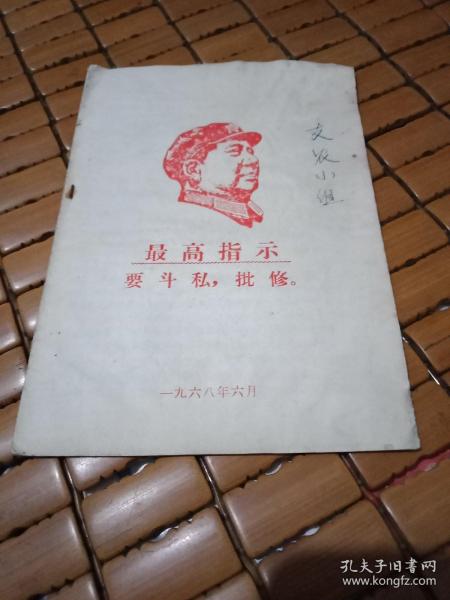 支农小组
最高指示
要斗私，批修。
一九六八年六月
孔夫子旧书网
www.kongfz.com